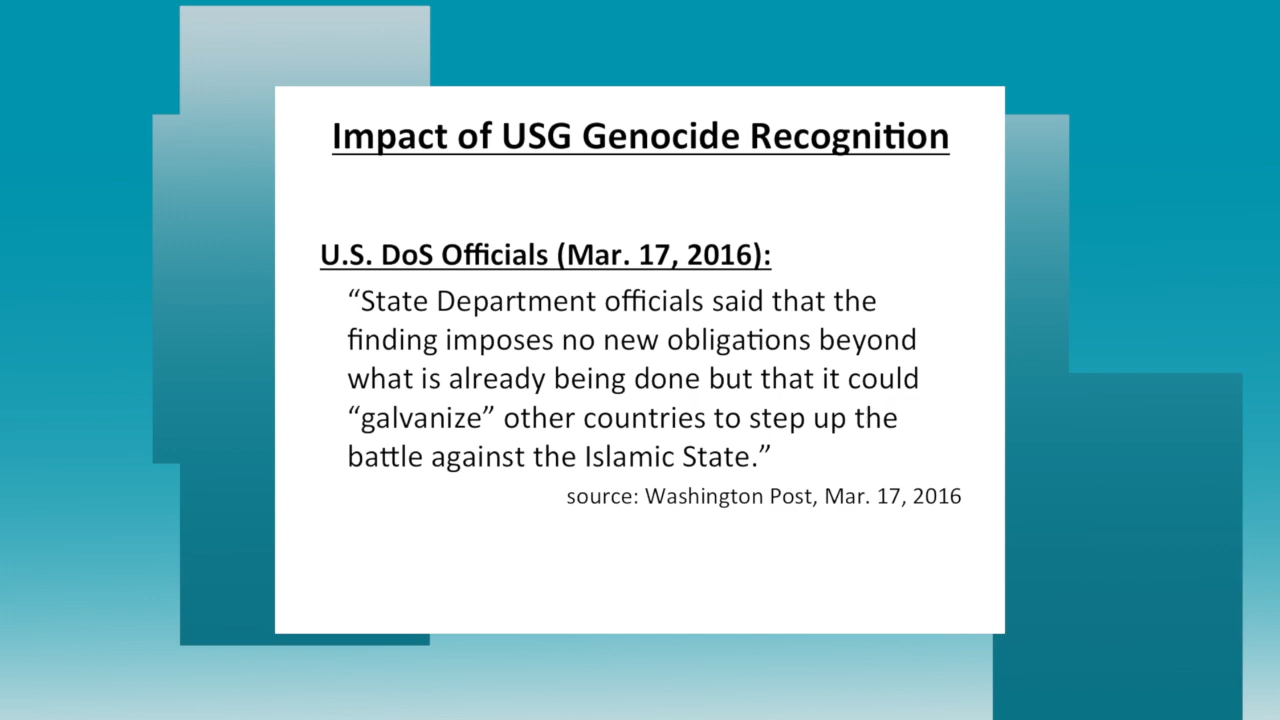 Impact of USG Genocide Recognition
U.S. DoS Officials (Mar. 17, 2016):
“State Department officials said that the
finding imposes no new obligations beyond
what is already being done but that it could
“galvanize” other countries to step up the
battle against the Islamic State.”
source: Washington Post, Mar. 17, 2016